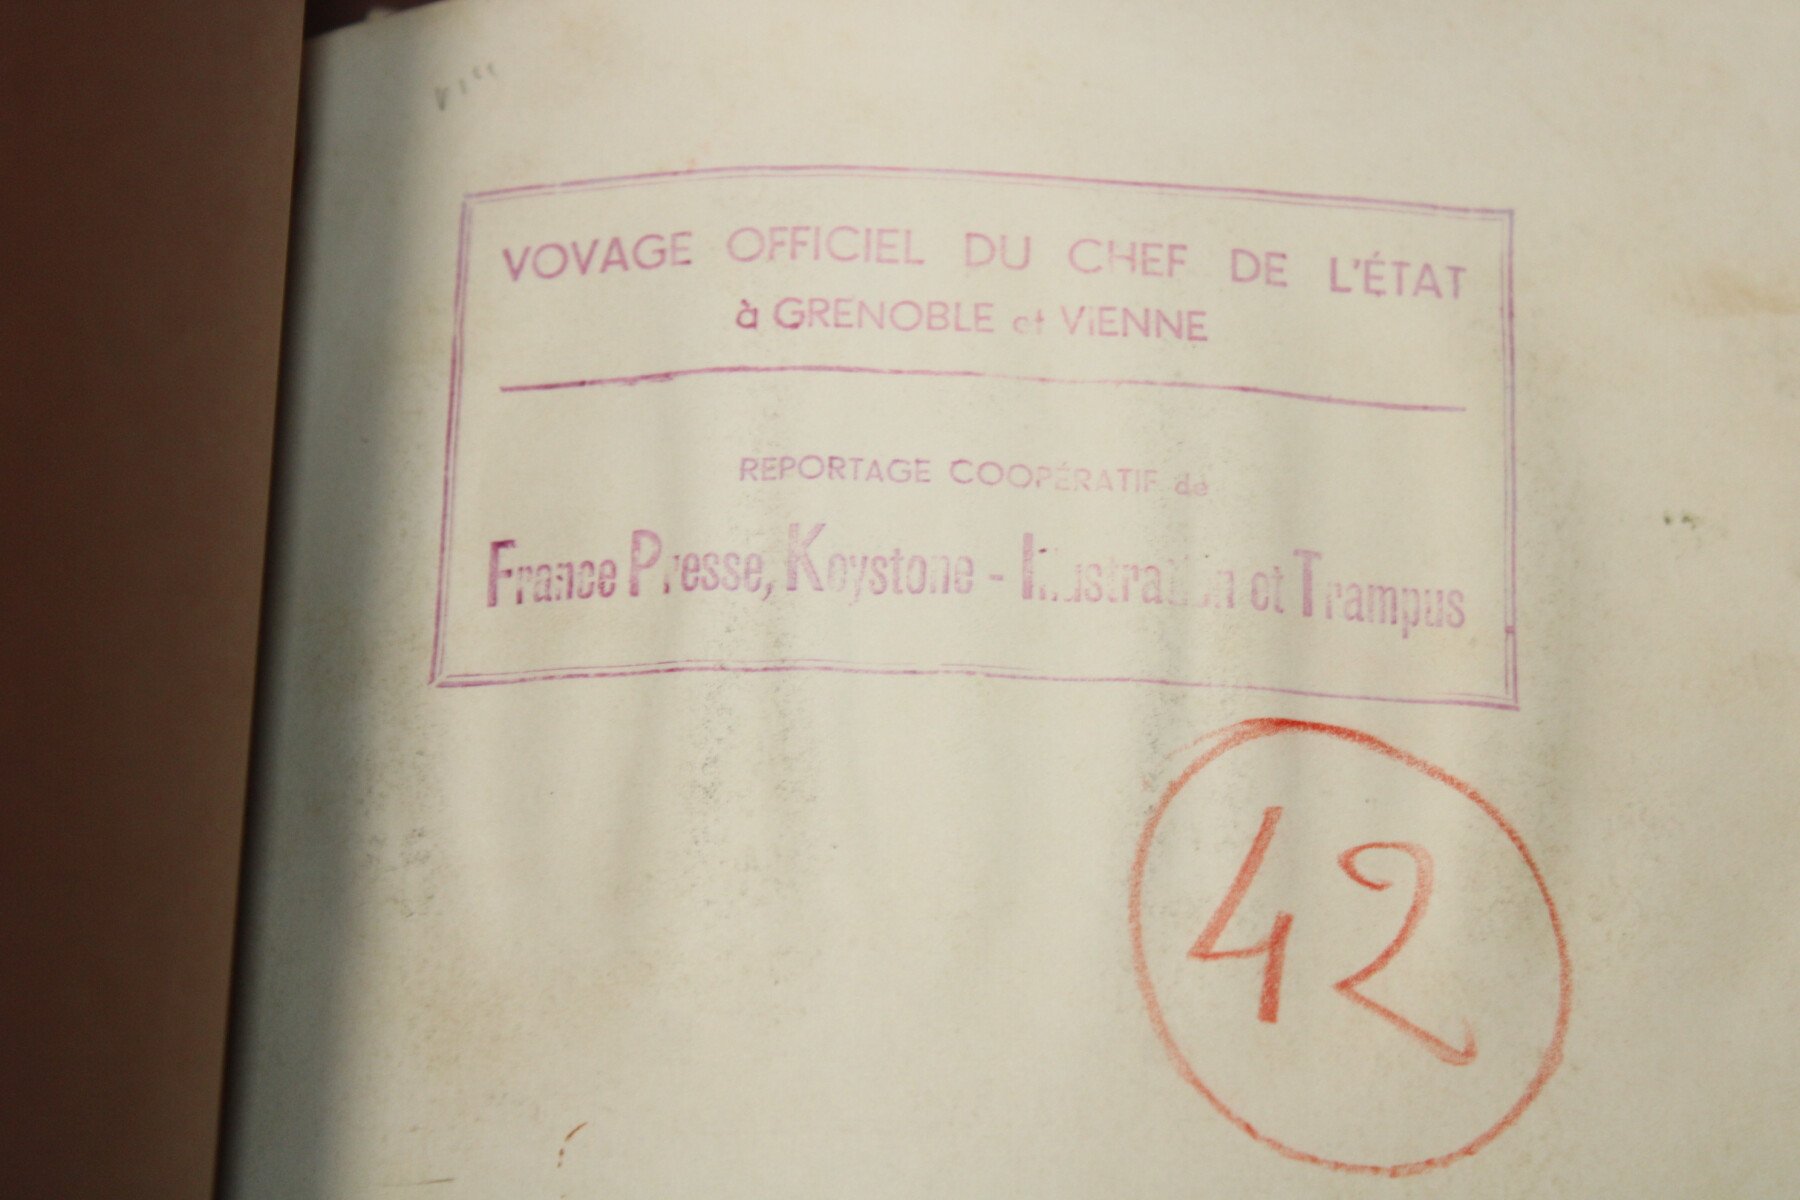 VOYAGE OFFICIEL DU CHEF DE L'ÉTAT
à GRENOBLE et VIENNE
REPORTAGE COOPÉRATIF de
France Presse, Keystone - Illustration et Trampus
42